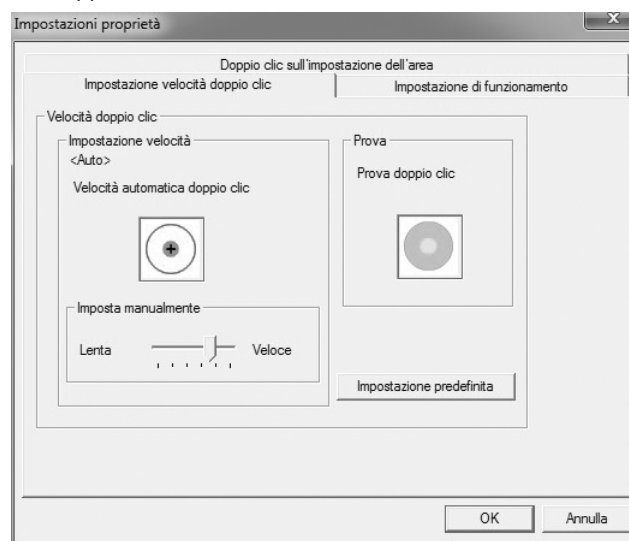 Impostazioni proprietà
x
Doppio clic sull'impostazione dell'area
Impostazione velocità doppio clic
Impostazione di funzionamento
Velocità doppio clic
Impostazione velocità
<Auto>
Velocità automatica doppio clic
Imposta manualmente
Lenta
Veloce
Prova
Prova doppio clic
Impostazione predefinita
OK
Annulla